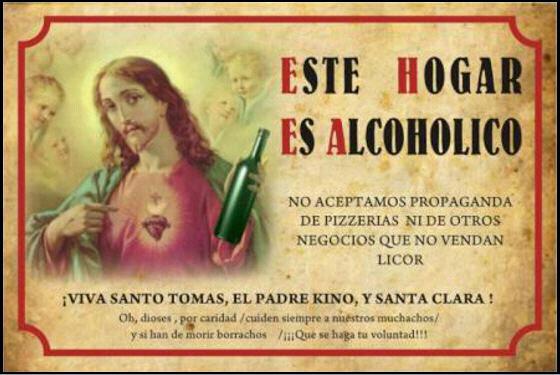 ESTE HOGAR
ES ALCOHOLICO
NO ACEPTAMOS PROPAGANDA
DE PIZZERIAS NI DE OTROS
NEGOCIOS QUE NO VENDAN
LICOR
¡VIVA SANTO TOMAS, EL PADRE KINO, Y SANTA CLARA !
Oh, dioses , por caridad /cuiden siempre a nuestros muchachos/
y si han de morir borrachos /¡¡¡Que se haga tu voluntad!!!